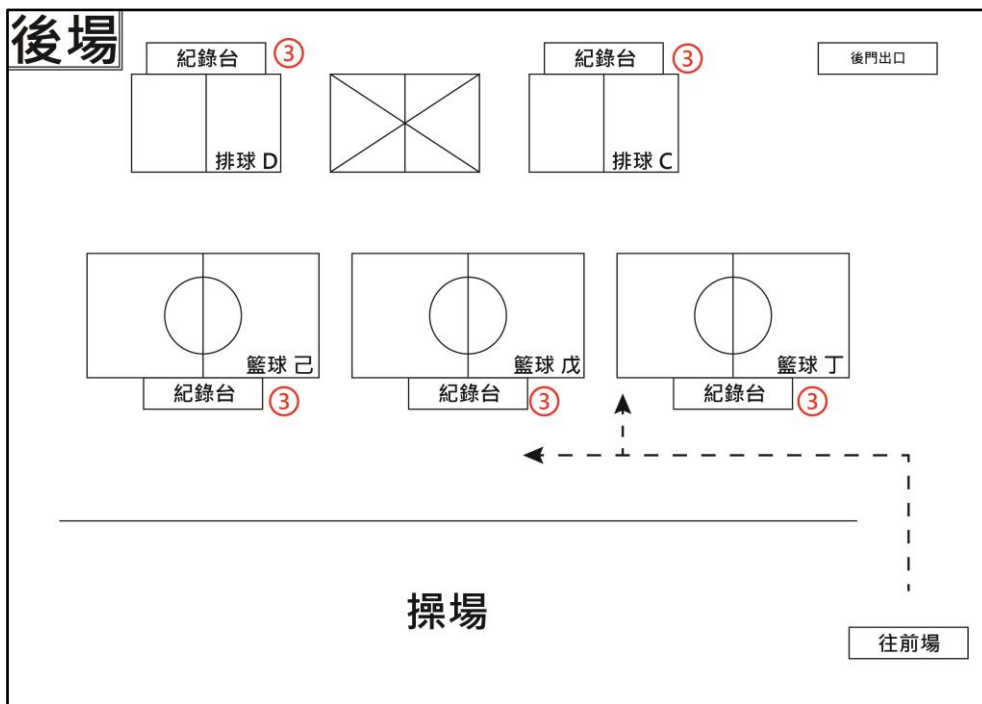 後場
紀錄台 ③
紀錄台 ③
後門出口
排球 D
排球 C
籃球 己
籃球 戊
籃球 丁
紀錄台 ③
紀錄台 ③
紀錄台 ③
操場
往前場